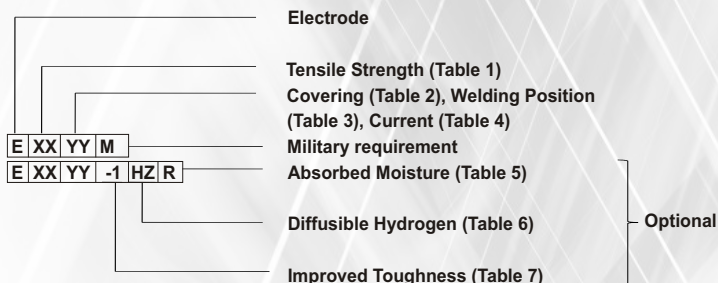 Electrode
Tensile Strength (Table 1)
Covering (Table 2), Welding Position
(Table 3), Current (Table 4)
E XX YY M
Military requirement
E XX YY -1 HZ R
Absorbed Moisture (Table 5)
Diffusible Hydrogen (Table 6)
Optional
Improved Toughness (Table 7)